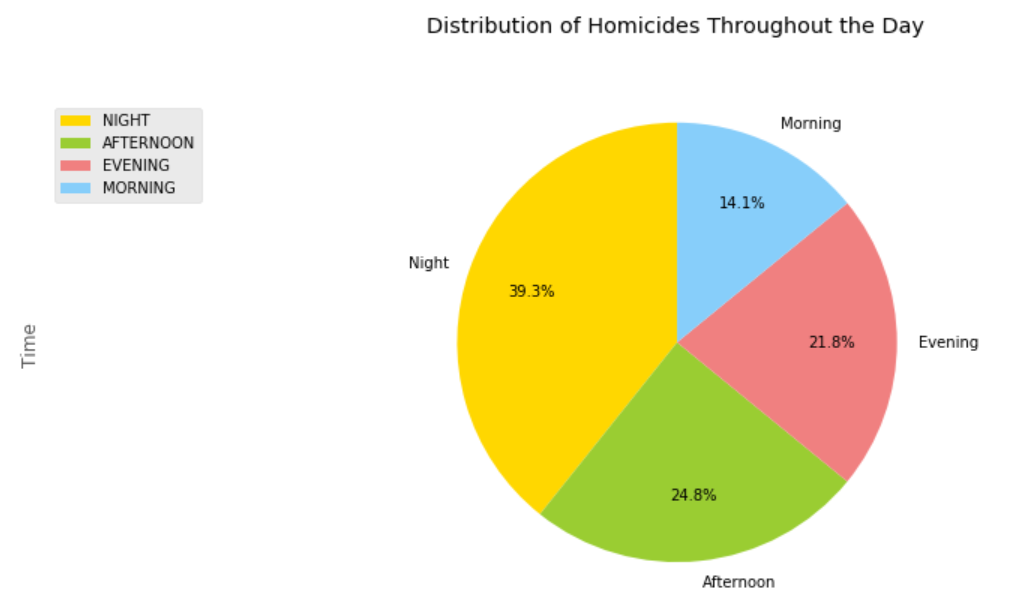 Distribution of Homicides Throughout the Day
NIGHT
AFTERNOON
EVENING
MORNING
Morning
14.1%
Night
39.3%
Evening
21.8%
24.8%
Afternoon
Time